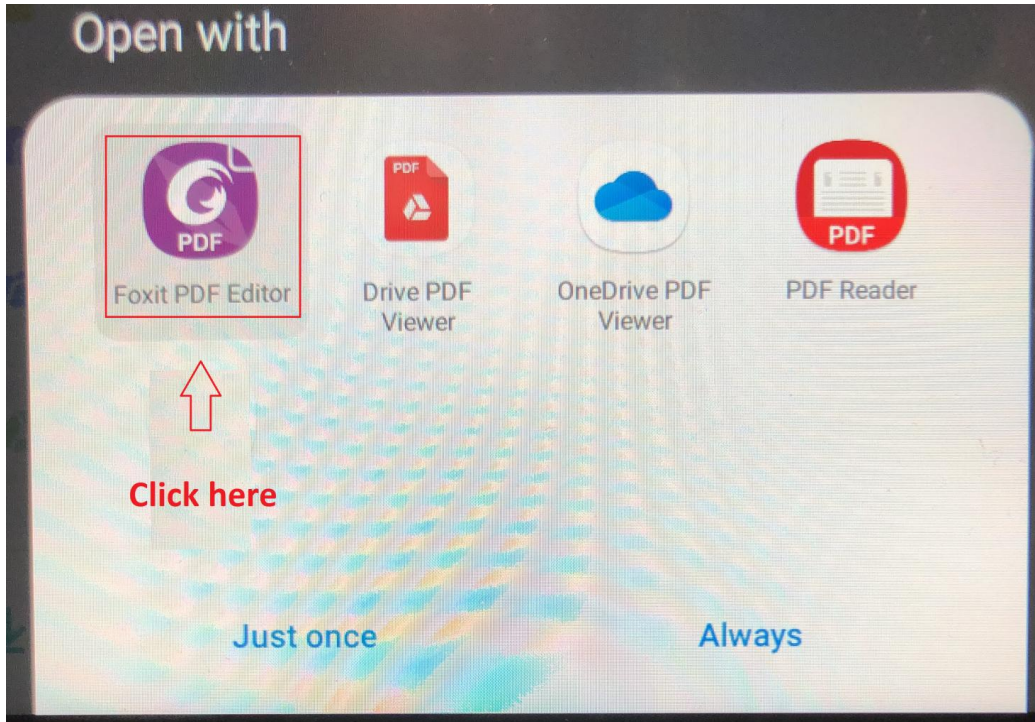 Open with
PDF
PDF
PDF
Foxit PDF Editor
Drive PDF
Viewer
OneDrive PDF
Viewer
PDF Reader
Click here
Just once
Always